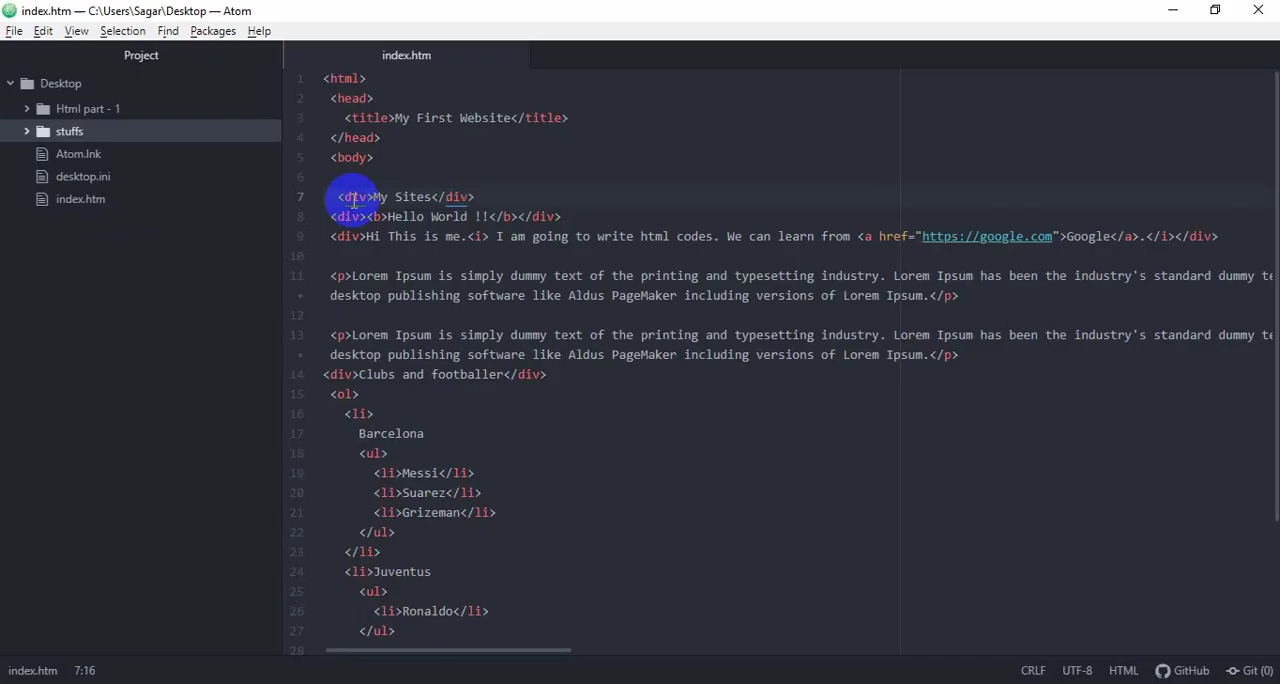 index.htm — C:\Users\Sagar\Desktop — Atom
File Edit View Selection Find Packages Help
Project
index.htm
Desktop
Html part - 1
stuffs
Atom.lnk
desktop.ini
index.htm
1 <html>
2 <head>
3 <title>My First Website</title>
4 </head>
5 <body>
6
7 <div>My Sites</div>
8 <div><b>Hello World !!</b></div>
9 <div>Hi This is me.<i> I am going to write html codes. We can learn from <a href="https://google.com">Google</a>.</i></div>
10
11 <p>Lorem Ipsum is simply dummy text of the printing and typesetting industry. Lorem Ipsum has been the industry's standard dummy te
• desktop publishing software like Aldus PageMaker including versions of Lorem Ipsum.</p>
12
13 <p>Lorem Ipsum is simply dummy text of the printing and typesetting industry. Lorem Ipsum has been the industry's standard dummy te
• desktop publishing software like Aldus PageMaker including versions of Lorem Ipsum.</p>
14 <div>Clubs and footballer</div>
15 <ol>
16 <li>
17 Barcelona
18 <ul>
19 <li>Messi</li>
20 <li>Suarez</li>
21 <li>Grizeman</li>
22 </ul>
23 </li>
24 <li>Juventus
25 <ul>
26 <li>Ronaldo</li>
27 </ul>
28
index.htm 7:16 CRLF UTF-8 HTML GitHub Git (0)